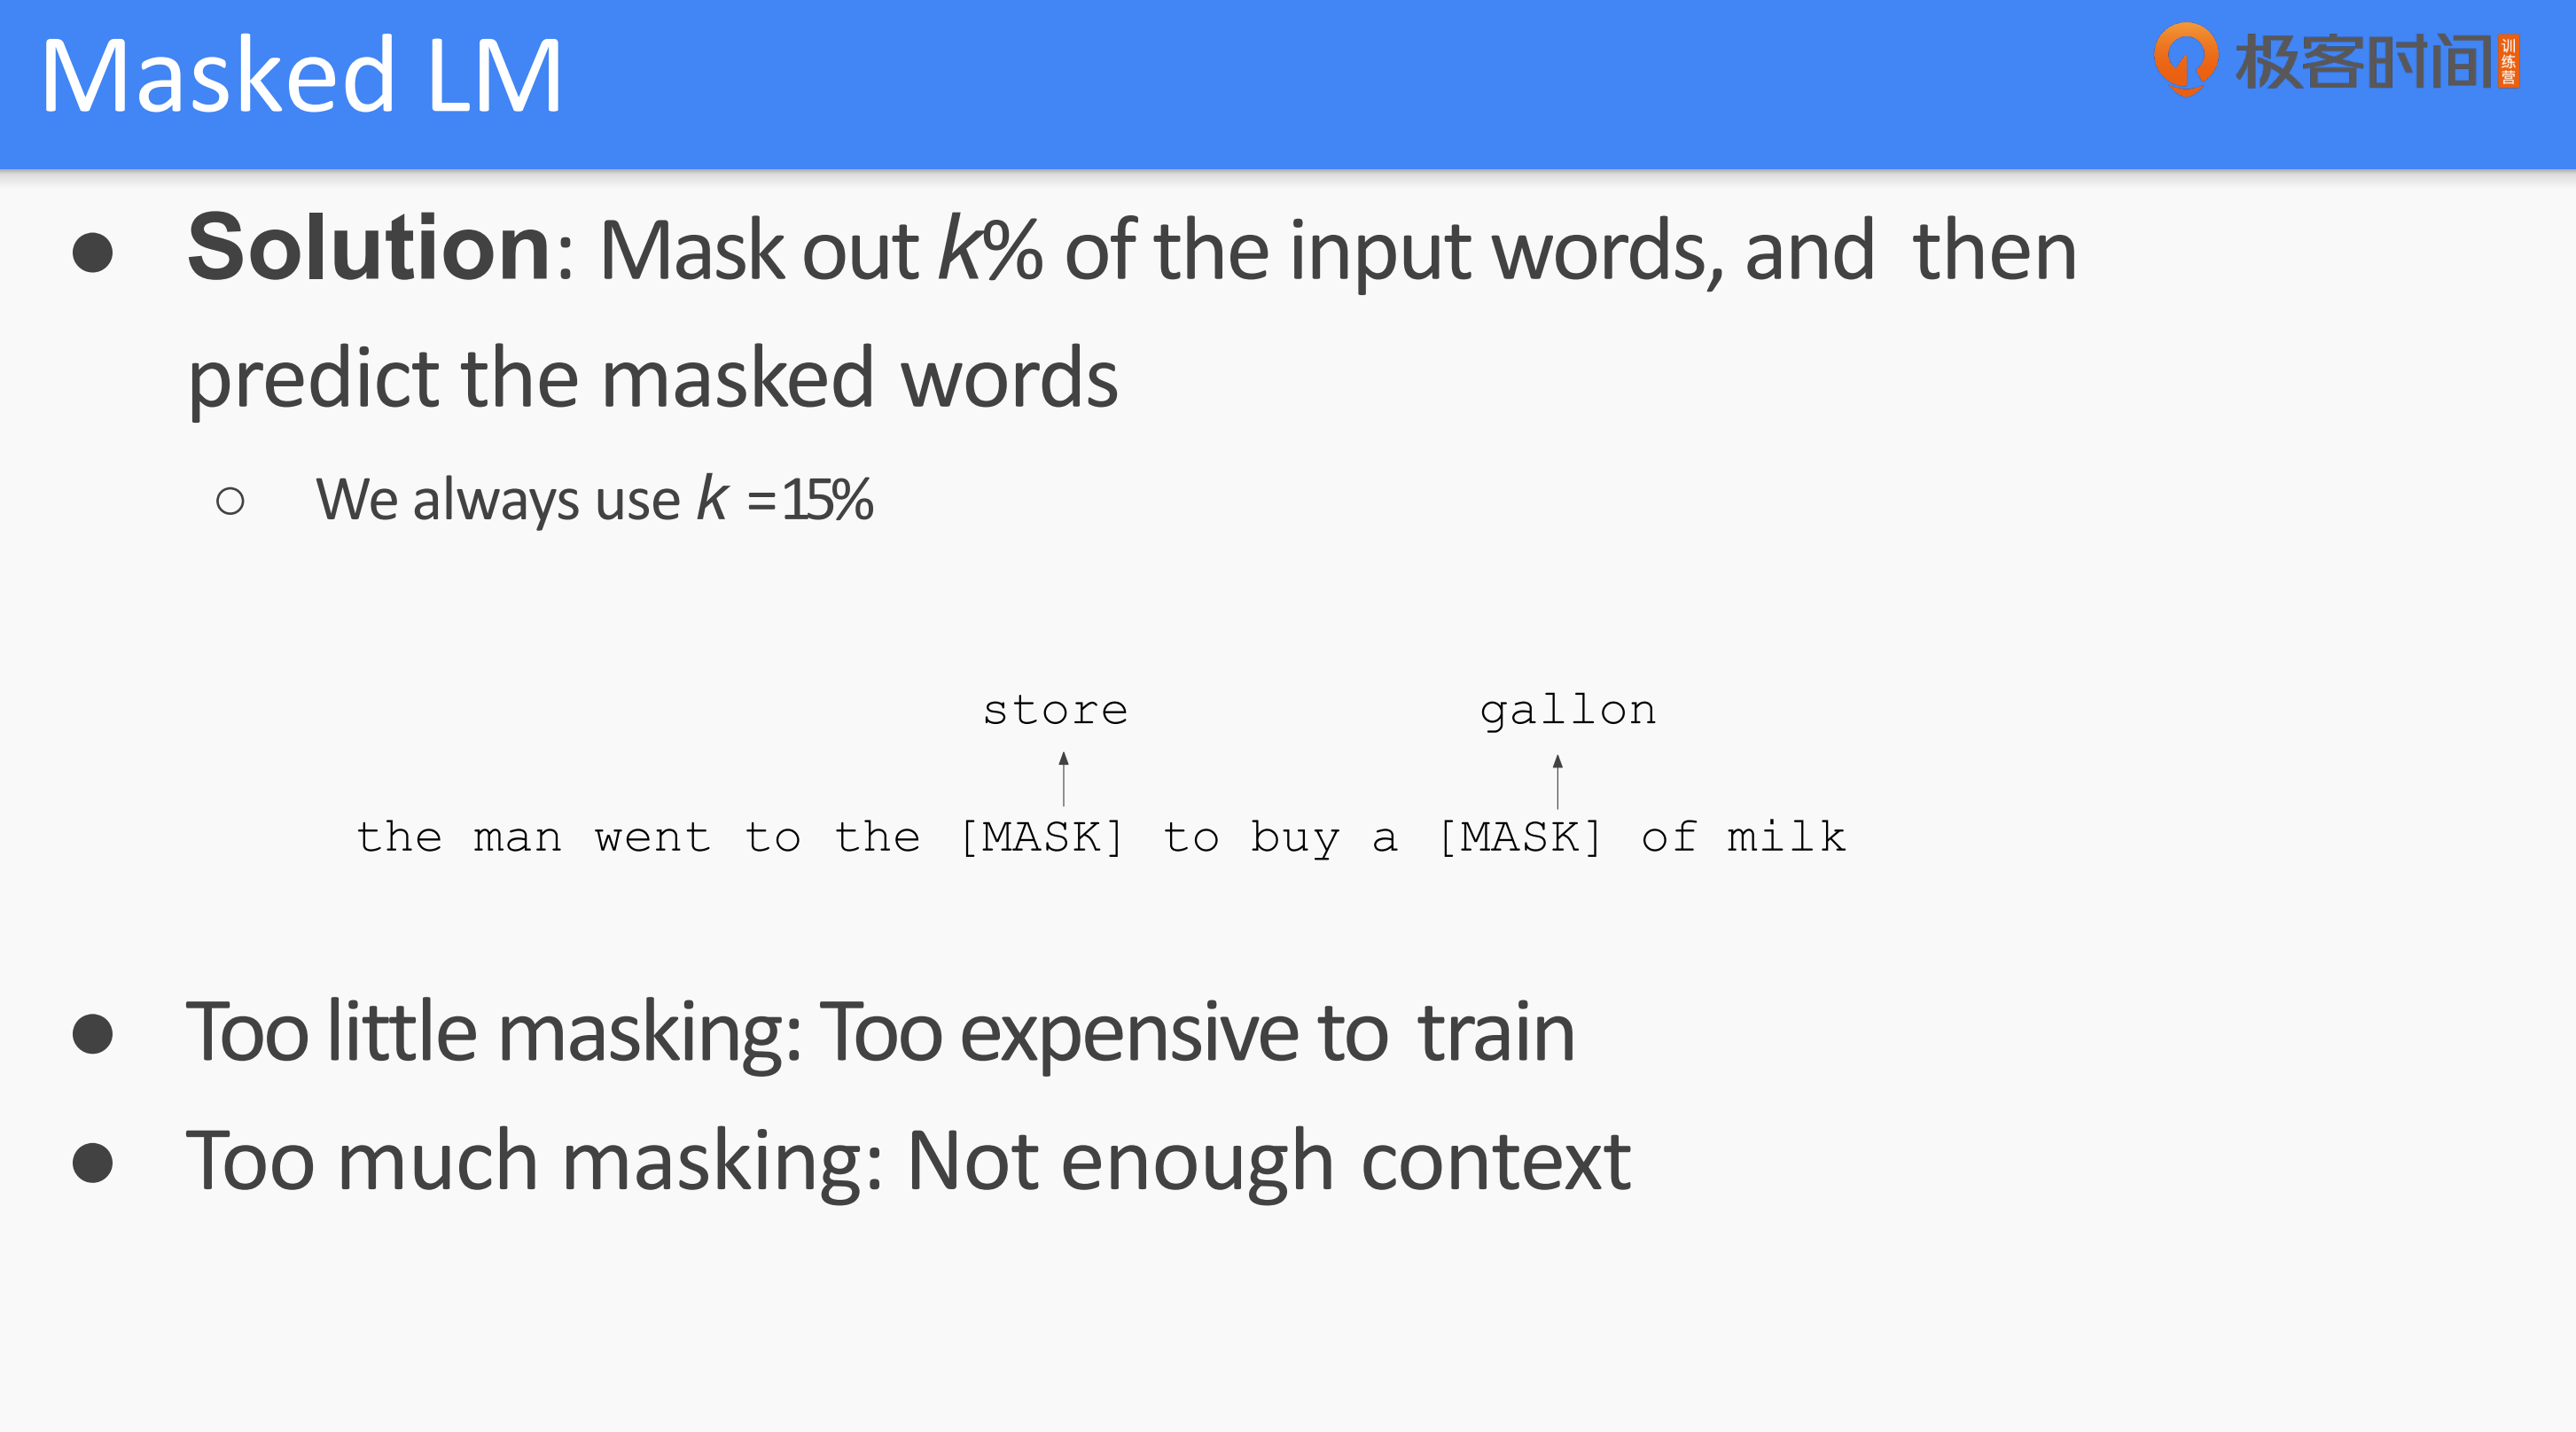 Masked LM
极客时间 训练营
● Solution: Mask out k% of the input words, and then
predict the masked words
○ We always use k =15%
store gallon
the man went to the [MASK] to buy a [MASK] of milk
● Too little masking: Too expensive to train
● Too much masking: Not enough context